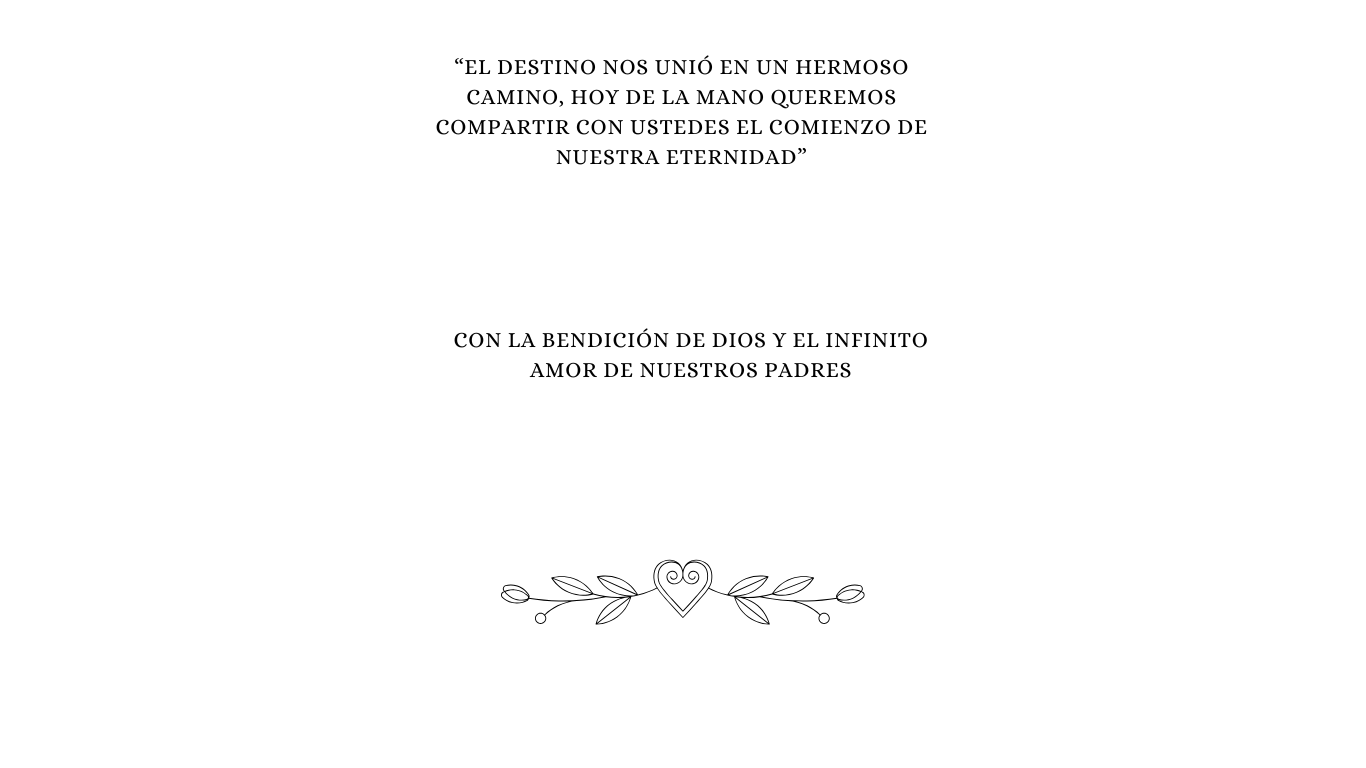 “EL DESTINO NOS UNIÓ EN UN HERMOSO
CAMINO, HOY DE LA MANO QUEREMOS
COMPARTIR CON USTEDES EL COMIENZO DE
NUESTRA ETERNIDAD”
CON LA BENDICIÓN DE DIOS Y EL INFINITO
AMOR DE NUESTROS PADRES